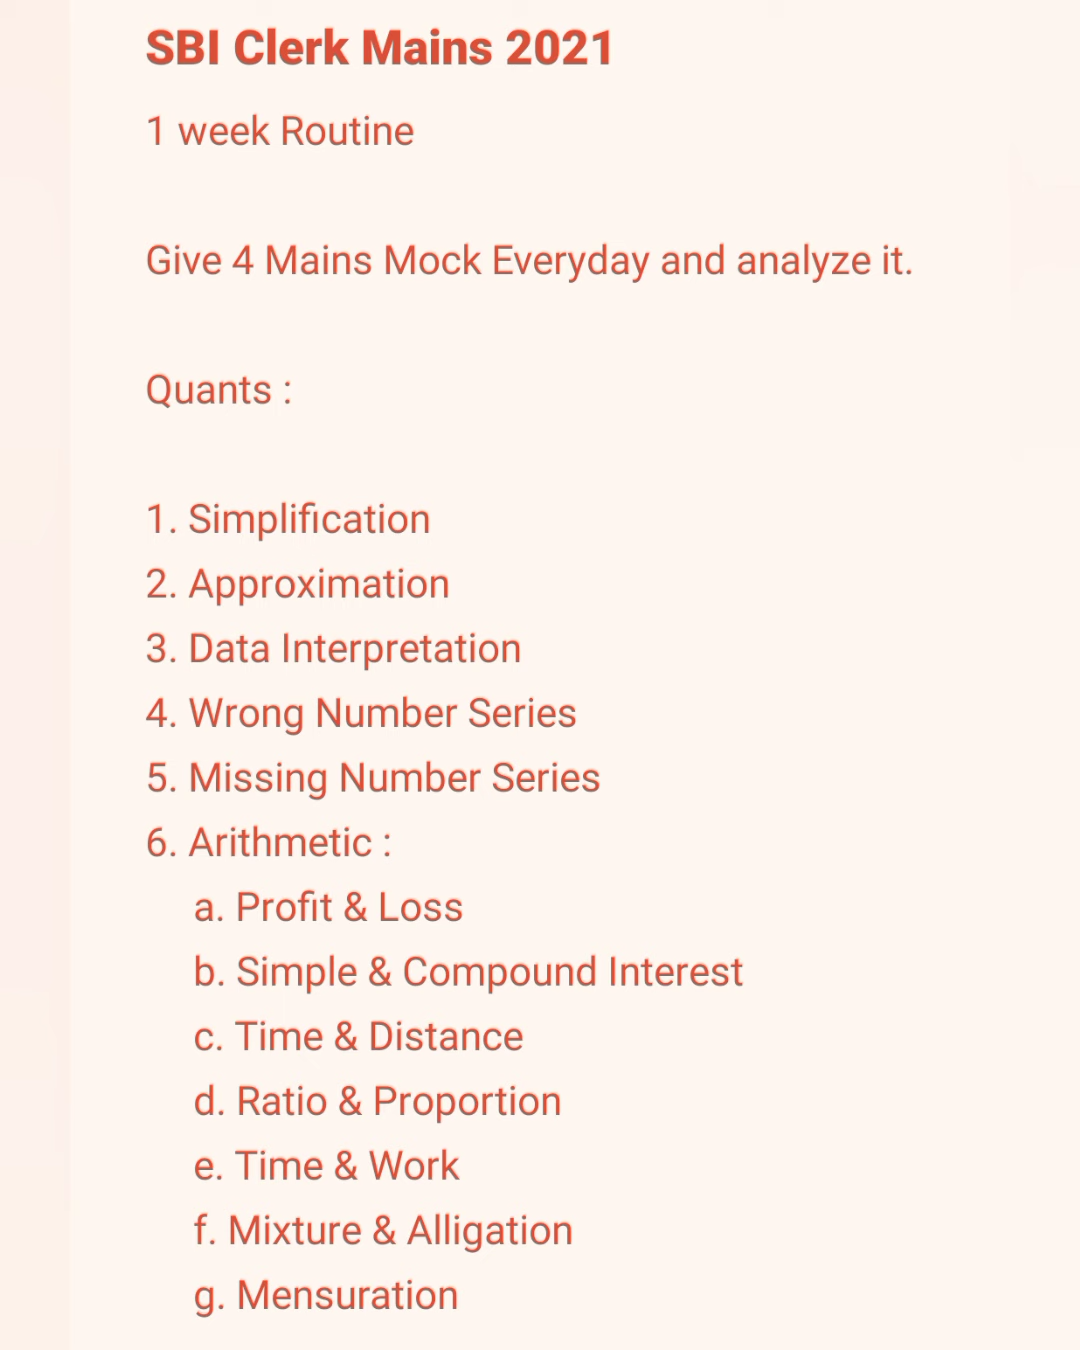 SBI Clerk Mains 2021
1 week Routine
Give 4 Mains Mock Everyday and analyze it.
Quants :
1. Simplification
2. Approximation
3. Data Interpretation
4. Wrong Number Series
5. Missing Number Series
6. Arithmetic :
a. Profit & Loss
b. Simple & Compound Interest
c. Time & Distance
d. Ratio & Proportion
e. Time & Work
f. Mixture & Alligation
g. Mensuration